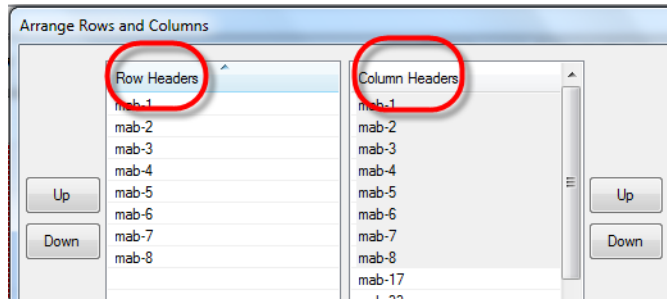 Arrange Rows and Columns
Row Headers
mab-1
mab-2
mab-3
mab-4
mab-5
mab-6
mab-7
mab-8
Column Headers
mab-1
mab-2
mab-3
mab-4
mab-5
mab-6
mab-7
mab-8
mab-17
Up
Down
Up
Down